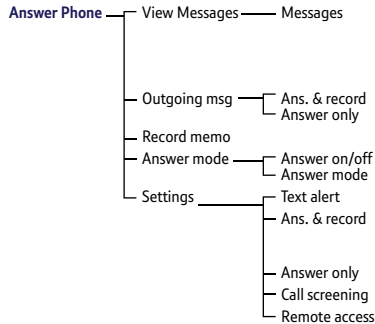 Answer Phone View Messages Messages
Outgoing msg Ans. & record
Answer only
Record memo
Answer mode Answer on/off
Answer mode
Settings Text alert
Ans. & record
Answer only
Call screening
Remote access